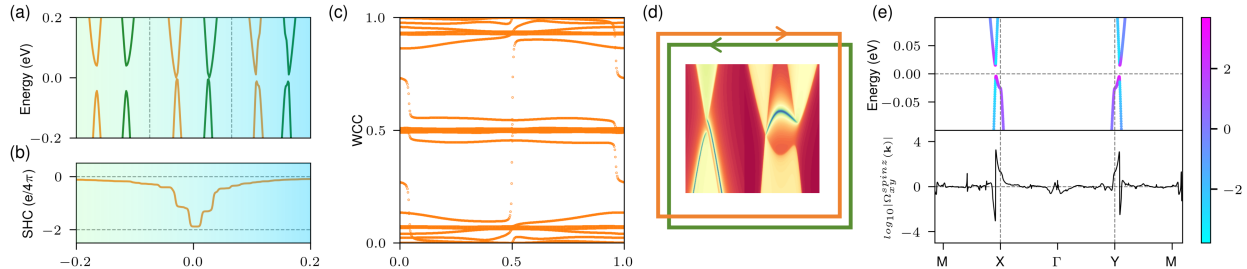 (a)
0.2
0.0
−0.2
Energy (eV)
(b)
0
−2
SHC (e/4π)
−0.2
0.0
0.2
(c)
1.0
0.5
0.0
WCC
0.0
0.5
1.0
(d)
(e)
0.05
0.00
−0.05
Energy (eV)
4
0
−4
log10|Ω^{spinz}_{xy}(k)|
M
X
Γ
Y
M
2
0
−2